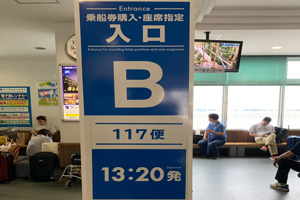 Entrance
乗船券購入・座席指定
入口
Entrance for boarding ticket purchase and seat assignment
B
117便
13:20発